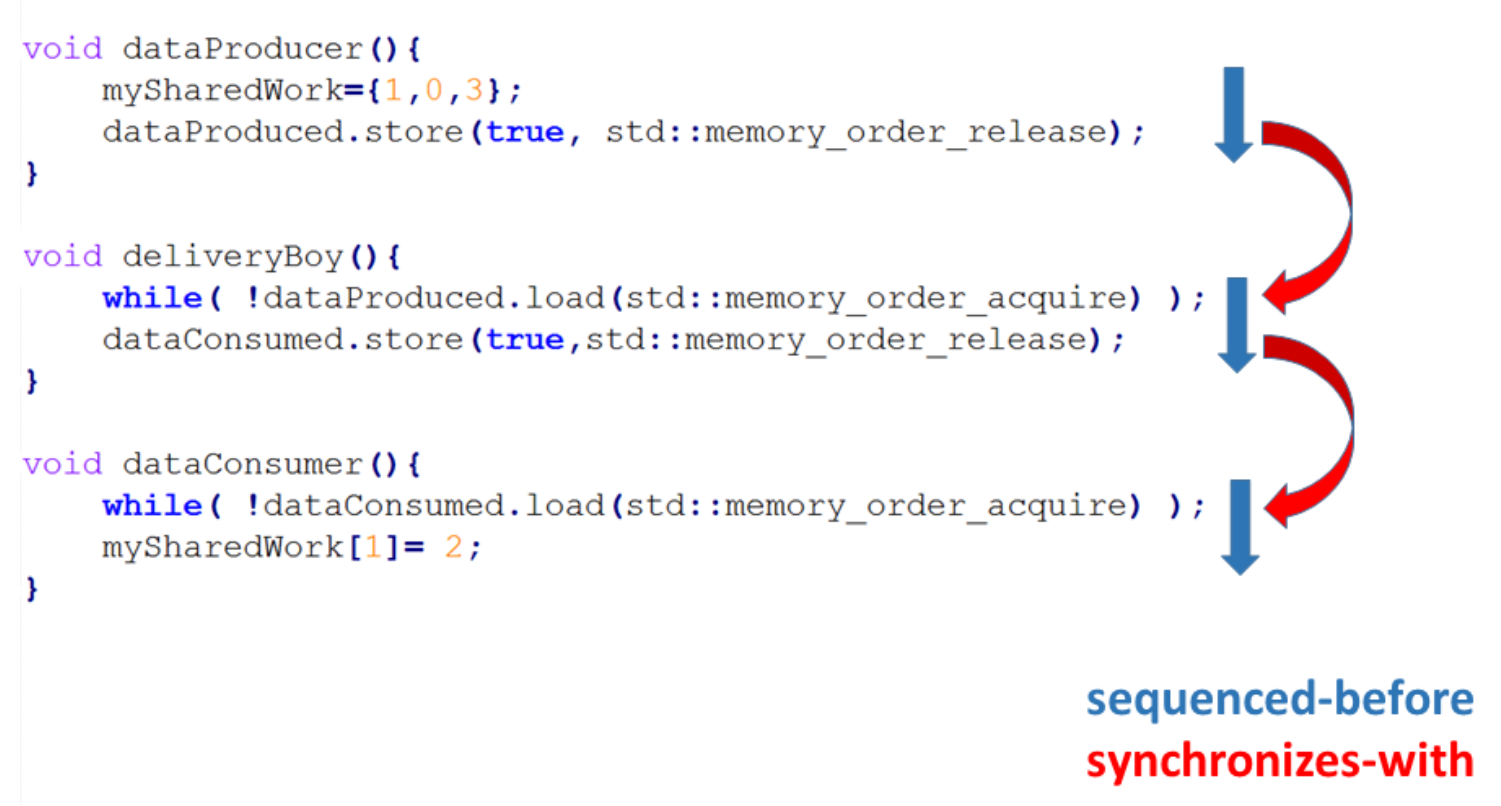 void dataProducer(){
    mySharedWork={1,0,3};
    dataProduced.store(true, std::memory_order_release);
}
void deliveryBoy(){
    while( !dataProduced.load(std::memory_order_acquire) );
    dataConsumed.store(true,std::memory_order_release);
}
void dataConsumer(){
    while( !dataConsumed.load(std::memory_order_acquire) );
    mySharedWork[1]= 2;
}
sequenced-before
synchronizes-with